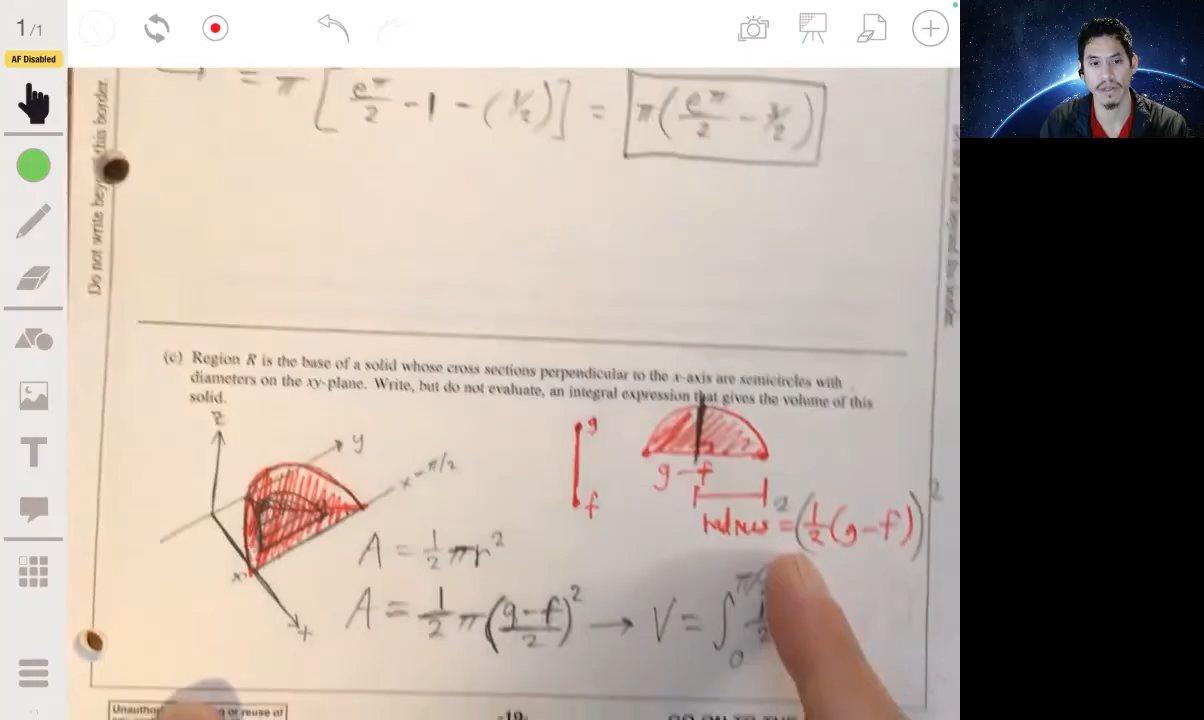 1/1
AF Disabled
= π [ e^π/2 - 1 - (1/2) ] = π( e^π/2 - 3/2 )
Do not write beyond this border.
(c) Region R is the base of a solid whose cross sections perpendicular to the x-axis are semicircles with
diameters on the xy-plane. Write, but do not evaluate, an integral expression that gives the volume of this
solid.
z
y
x = π/2
g
f
g-f
radius² = (1/2(g-f))²
A = 1/2 πr²
A = 1/2 π((g-f)/2)² → V = ∫
0
1/2
T
-19-